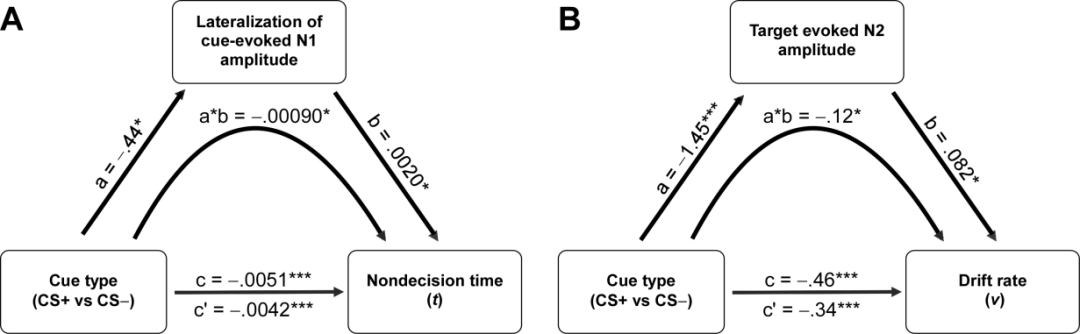 A
Lateralization of
cue-evoked N1
amplitude
a = –.44*
a*b = –.00090*
b = .0020*
Cue type
(CS+ vs CS–)
c = –.0051***
c' = –.0042***
Nondecision time
(t)
B
Target evoked N2
amplitude
a = –1.45***
a*b = –.12*
b = .082*
Cue type
(CS+ vs CS–)
c = –.46***
c' = –.34***
Drift rate
(v)